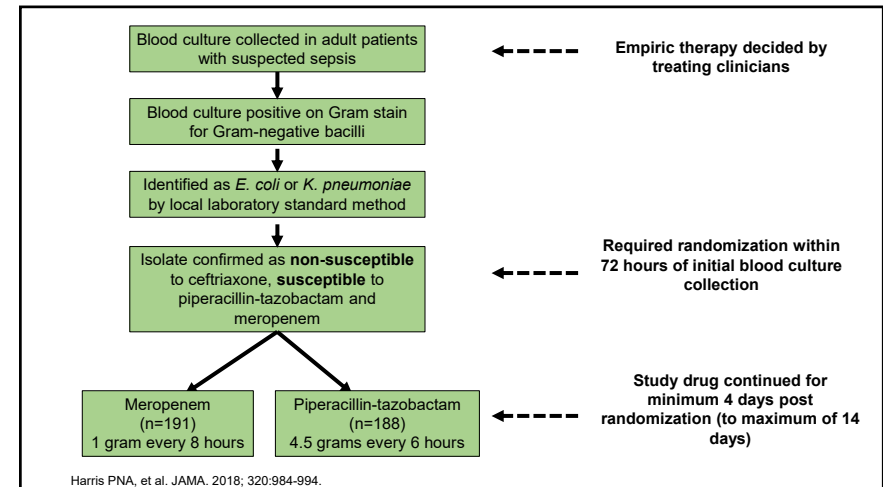 Blood culture collected in adult patients
with suspected sepsis
Empiric therapy decided by
treating clinicians
Blood culture positive on Gram stain
for Gram-negative bacilli
Identified as E. coli or K. pneumoniae
by local laboratory standard method
Isolate confirmed as non-susceptible
to ceftriaxone, susceptible to
piperacillin-tazobactam and
meropenem
Required randomization within
72 hours of initial blood culture
collection
Meropenem
(n=191)
1 gram every 8 hours
Piperacillin-tazobactam
(n=188)
4.5 grams every 6 hours
Study drug continued for
minimum 4 days post
randomization (to maximum of 14
days)
Harris PNA, et al. JAMA. 2018; 320:984-994.